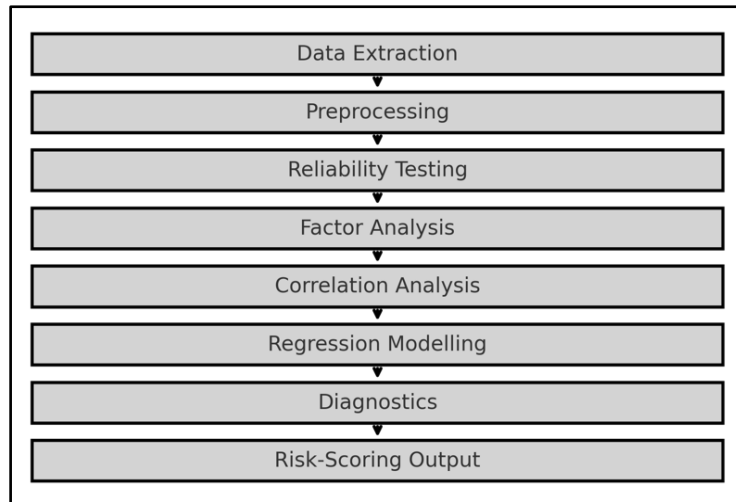 Data Extraction
Preprocessing
Reliability Testing
Factor Analysis
Correlation Analysis
Regression Modelling
Diagnostics
Risk-Scoring Output